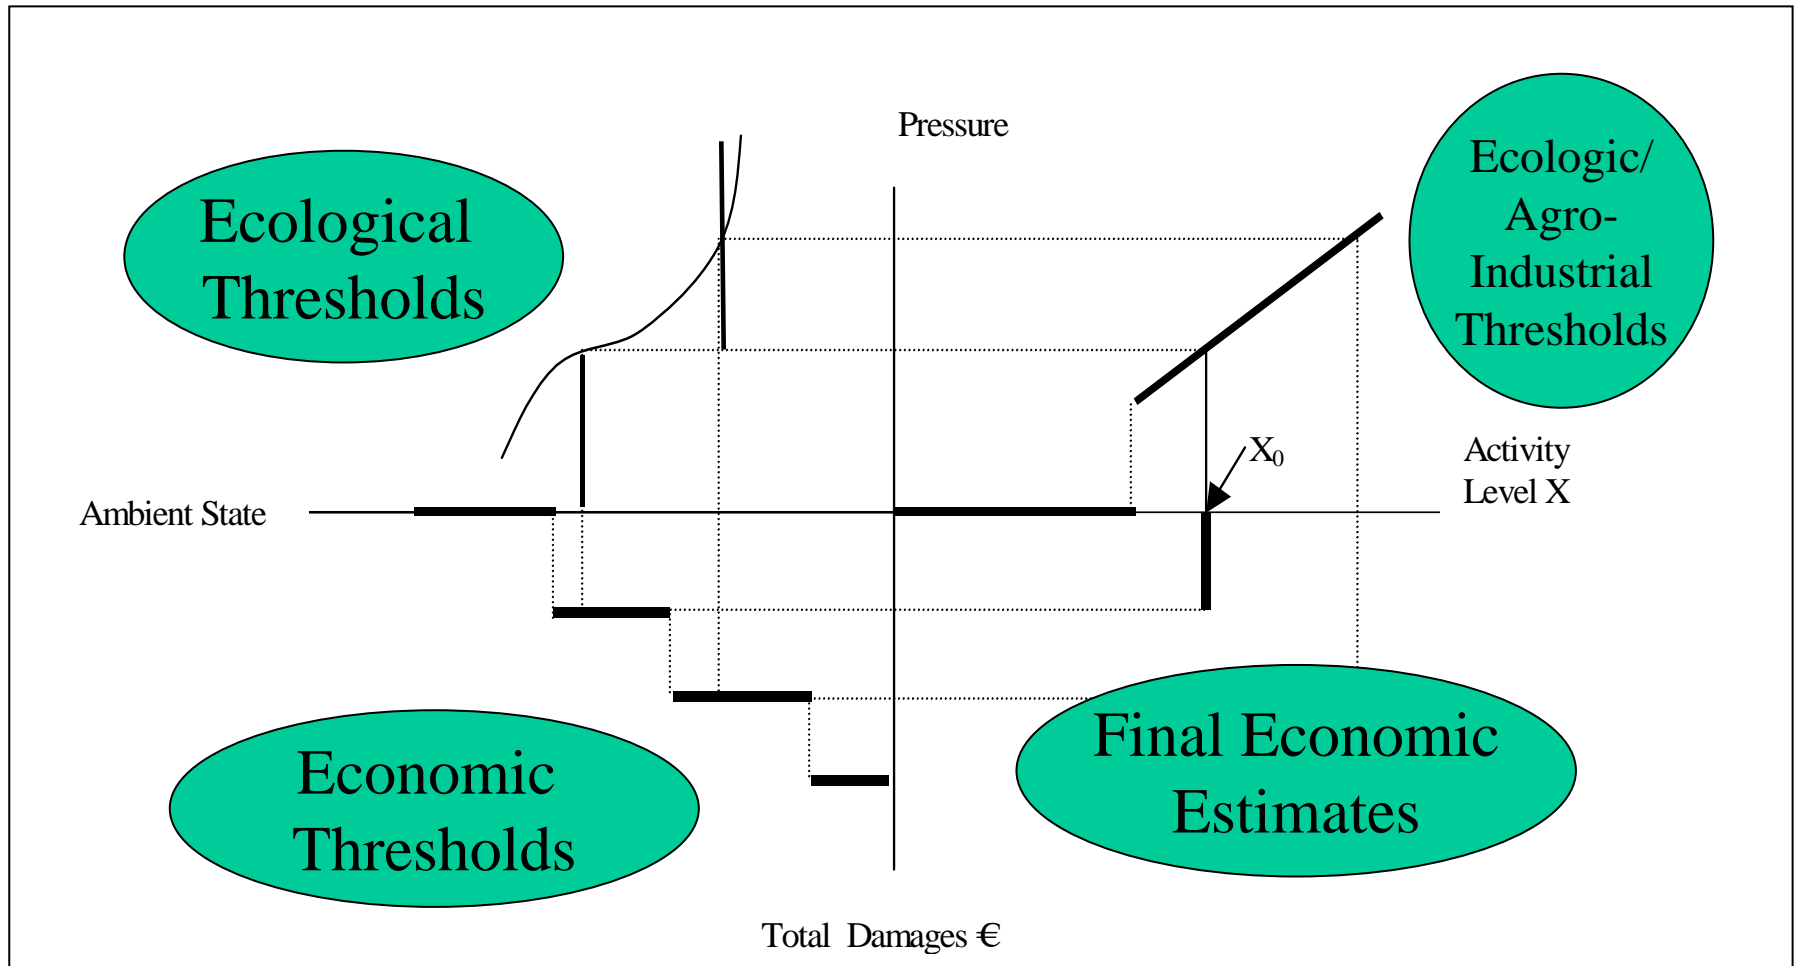 Pressure
Ecologic/
Agro-
Industrial
Thresholds
Ecological
Thresholds
X₀
Activity
Level X
Ambient State
Economic
Thresholds
Final Economic
Estimates
Total Damages €